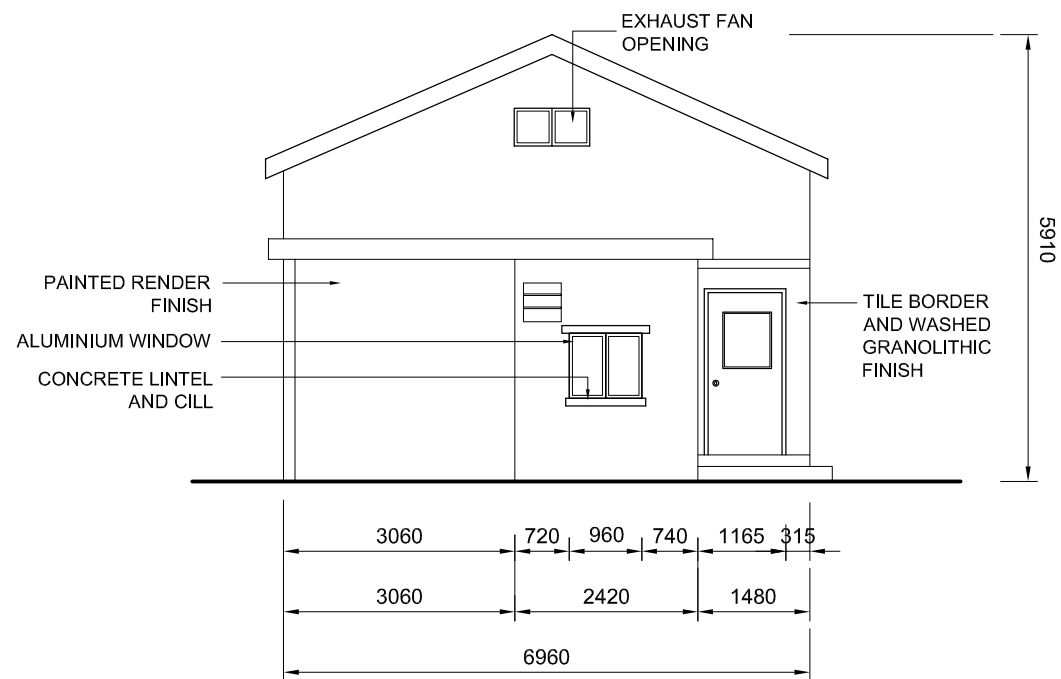 EXHAUST FAN
OPENING
5910
PAINTED RENDER
FINISH
ALUMINIUM WINDOW
CONCRETE LINTEL
AND CILL
TILE BORDER
AND WASHED
GRANOLITHIC
FINISH
3060 720 960 740 1165 315
3060 2420 1480
6960